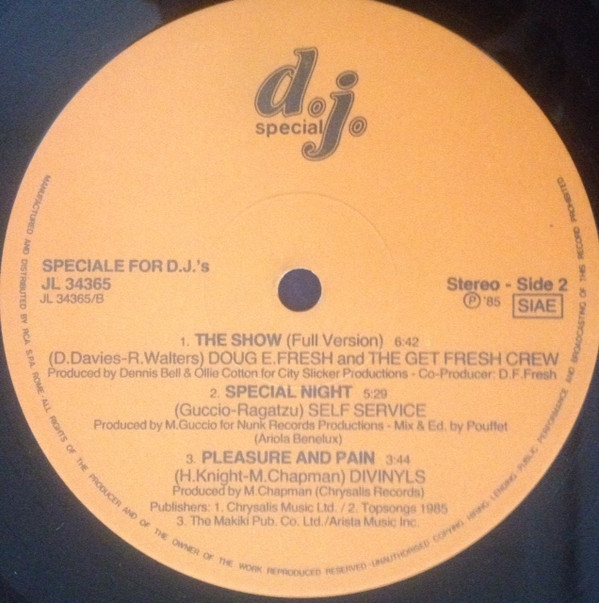 d.j.
special
SPECIALE FOR D.J.'s
JL 34365
JL 34365/B
Stereo - Side 2
Ⓟ '85 SIAE
1. THE SHOW (Full Version) 6:42
(D.Davies-R.Walters) DOUG E.FRESH and THE GET FRESH CREW
Produced by Dennis Bell & Ollie Cotton for City Slicker Productions - Co-Producer: D.F.Fresh
2. SPECIAL NIGHT 5:29
(Guccio-Ragatzu) SELF SERVICE
Produced by M.Guccio for Nunk Records Productions - Mix & Ed. by Pouffet
(Ariola Benelux)
3. PLEASURE AND PAIN 3:44
(H.Knight-M.Chapman) DIVINYLS
Produced by M.Chapman (Chrysalis Records)
Publishers: 1. Chrysalis Music Ltd. / 2. Topsongs 1985
3. The Makiki Pub. Co. Ltd./Arista Music Inc.
MANUFACTURED AND DISTRIBUTED BY RCA S.P.A. ROME-ALL RIGHTS OF THE PRODUCER AND OF THE OWNER OF THE WORK REPRODUCED RESERVED-UNAUTHORISED COPYING, HIRING, LENDING, PUBLIC PERFORMANCE AND BROADCASTING OF THIS RECORD PROHIBITED